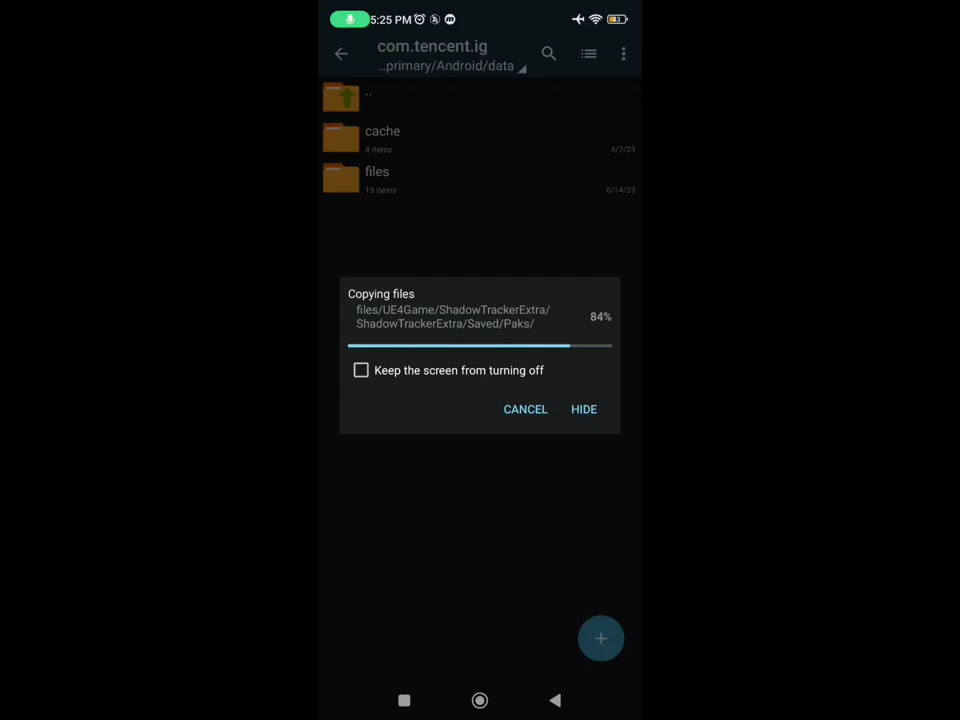 5:25 PM
43
com.tencent.ig
...primary/Android/data
..
cache
4 items
4/7/23
files
15 items
6/14/23
Copying files
files/UE4Game/ShadowTrackerExtra/
ShadowTrackerExtra/Saved/Paks/
84%
Keep the screen from turning off
CANCEL
HIDE